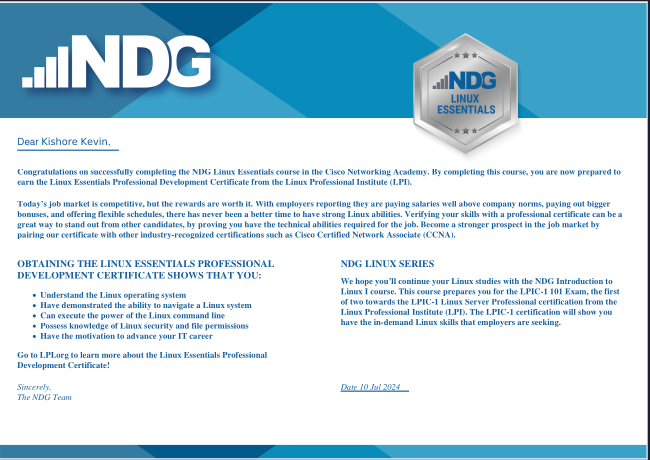 NDG
NDG
LINUX
ESSENTIALS
Dear Kishore Kevin,
Congratulations on successfully completing the NDG Linux Essentials course in the Cisco Networking Academy. By completing this course, you are now prepared to
earn the Linux Essentials Professional Development Certificate from the Linux Professional Institute (LPI).
Today's job market is competitive, but the rewards are worth it. With employers reporting they are paying salaries well above company norms, paying out bigger
bonuses, and offering flexible schedules, there has never been a better time to have strong Linux abilities. Verifying your skills with a professional certificate can be a
great way to stand out from other candidates, by proving you have the technical abilities required for the job. Become a stronger prospect in the job market by
pairing our certificate with other industry-recognized certifications such as Cisco Certified Network Associate (CCNA).
OBTAINING THE LINUX ESSENTIALS PROFESSIONAL
DEVELOPMENT CERTIFICATE SHOWS THAT YOU:
• Understand the Linux operating system
• Have demonstrated the ability to navigate a Linux system
• Can execute the power of the Linux command line
• Possess knowledge of Linux security and file permissions
• Have the motivation to advance your IT career
Go to LPI.org to learn more about the Linux Essentials Professional
Development Certificate!
Sincerely,
The NDG Team
NDG LINUX SERIES
We hope you'll continue your Linux studies with the NDG Introduction to
Linux I course. This course prepares you for the LPIC-1 101 Exam, the first
of two towards the LPIC-1 Linux Server Professional certification from the
Linux Professional Institute (LPI). The LPIC-1 certification will show you
have the in-demand Linux skills that employers are seeking.
Date 10 Jul 2024